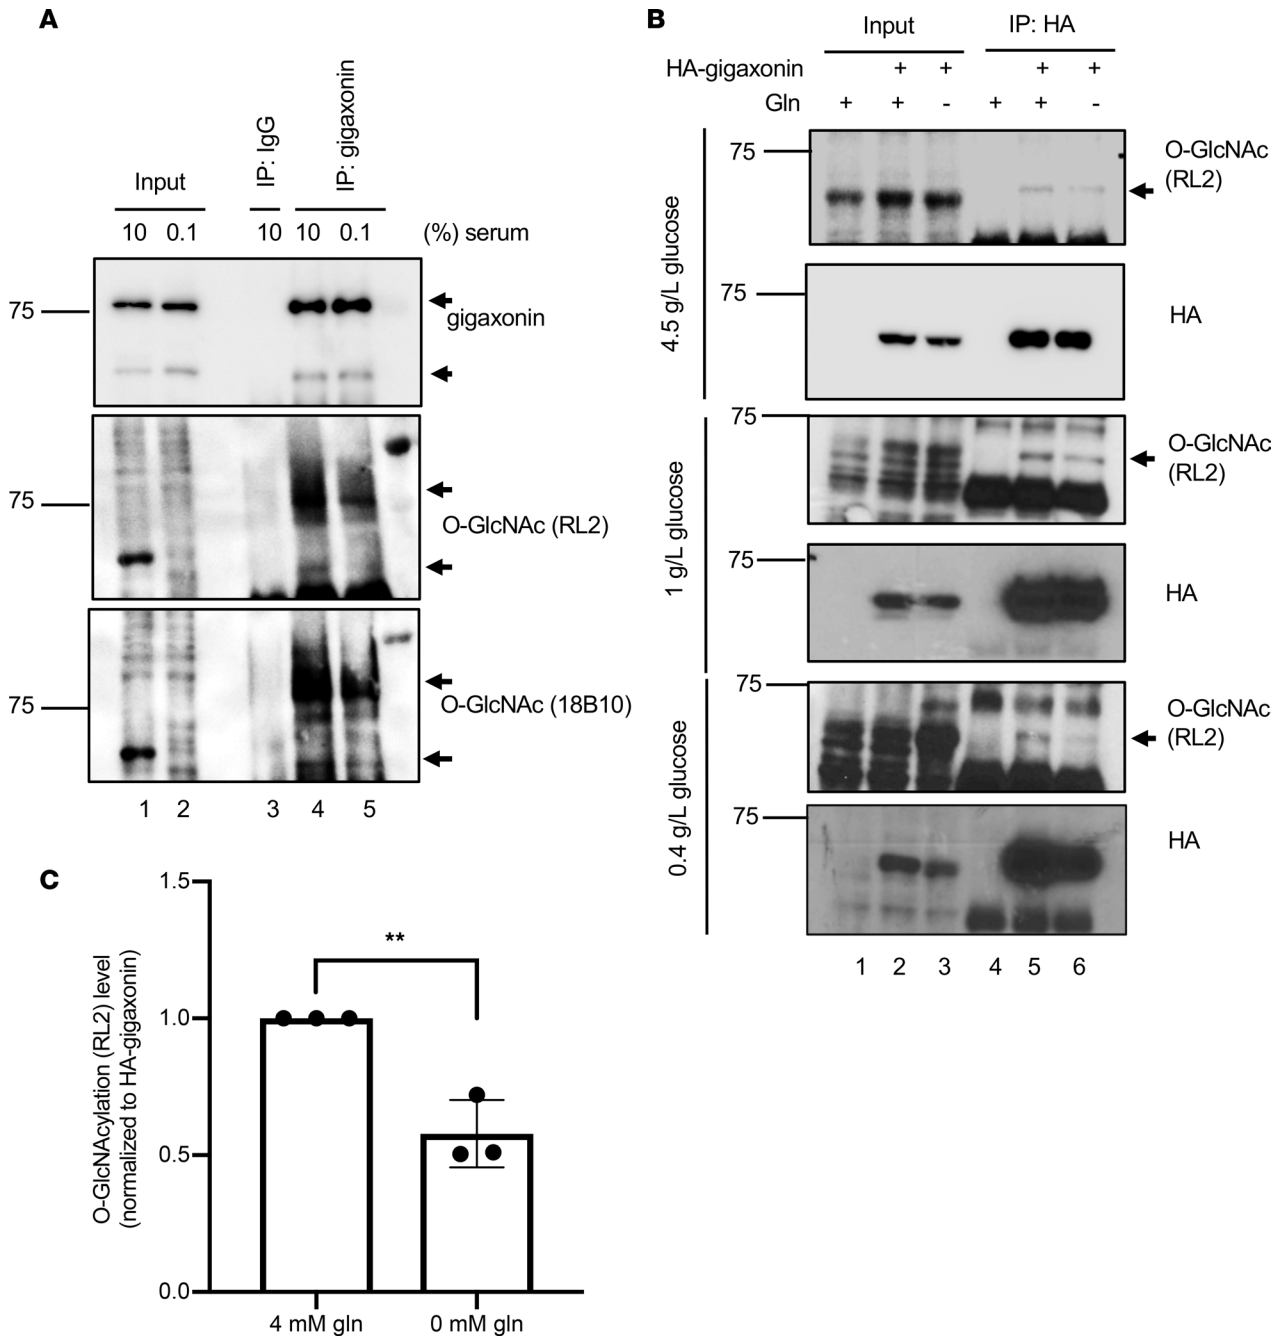 A
Input
IP: IgG
IP: gigaxonin
10 0.1 10 10 0.1 (%) serum
75
gigaxonin
75
O-GlcNAc (RL2)
75
O-GlcNAc (18B10)
1 2 3 4 5
B
Input IP: HA
HA-gigaxonin + + + +
Gln + + - + + -
4.5 g/L glucose
75
O-GlcNAc
(RL2)
75
HA
1 g/L glucose
75
O-GlcNAc
(RL2)
75
HA
0.4 g/L glucose
75
O-GlcNAc
(RL2)
75
HA
1 2 3 4 5 6
C
O-GlcNAcylation (RL2) level
(normalized to HA-gigaxonin)
1.5
1.0
0.5
0.0
**
4 mM gln 0 mM gln